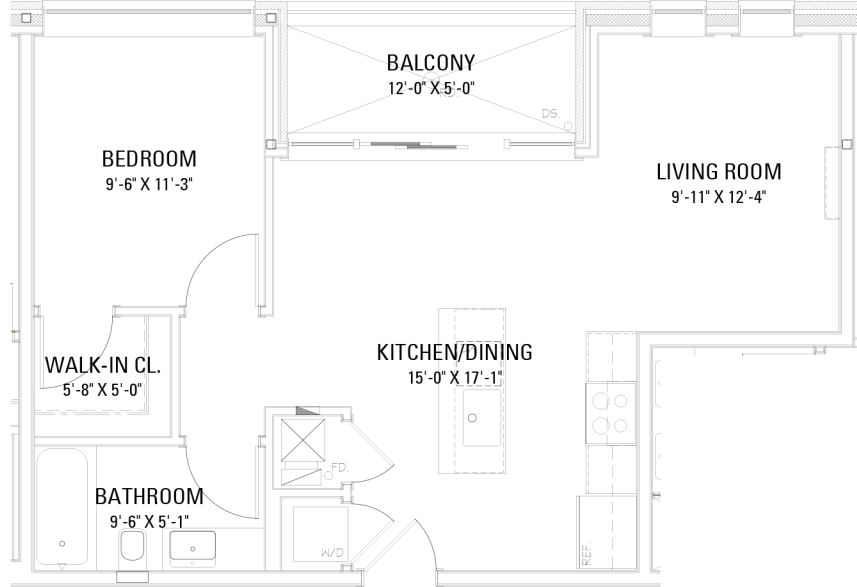 BALCONY
12'-0" X 5'-0"
DS.
BEDROOM
9'-6" X 11'-3"
LIVING ROOM
9'-11" X 12'-4"
WALK-IN CL.
5'-8" X 5'-0"
KITCHEN/DINING
15'-0" X 17'-1"
FD.
BATHROOM
9'-6" X 5'-1"
W/D
REF.